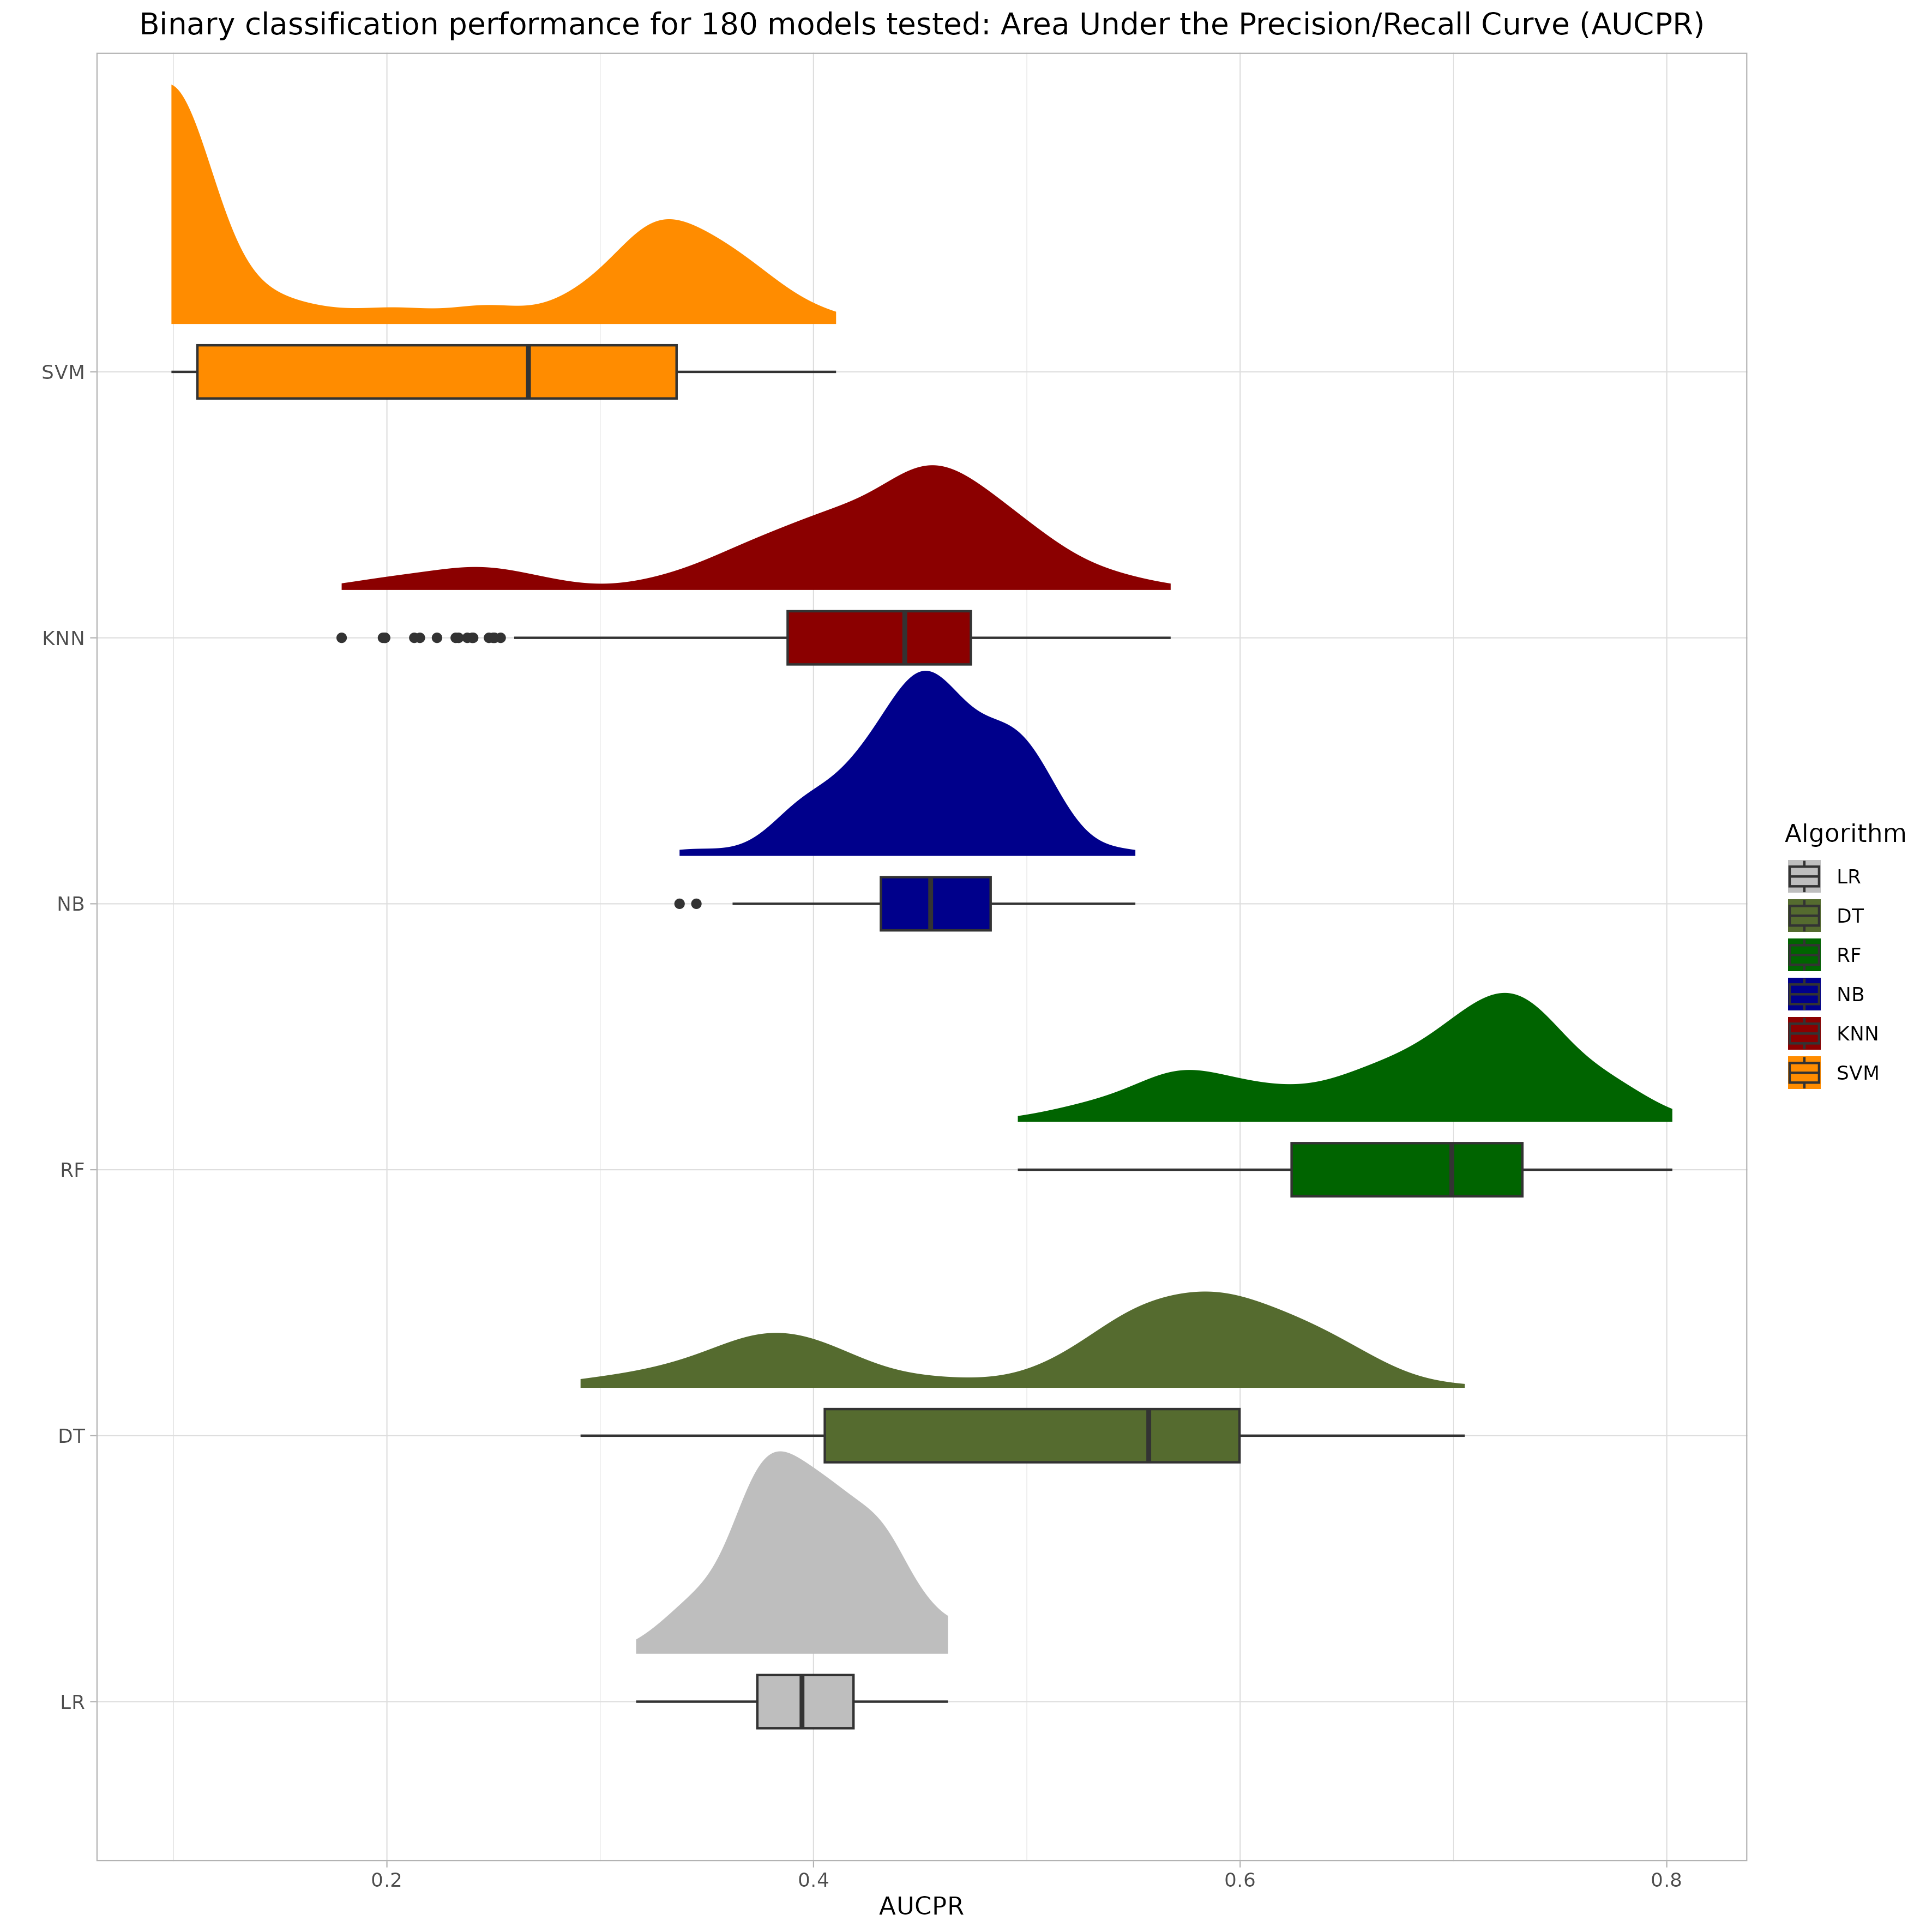 Binary classification performance for 180 models tested: Area Under the Precision/Recall Curve (AUCPR)
SVM
KNN
NB
RF
DT
LR
0.2
0.4
0.6
0.8
AUCPR
Algorithm
LR
DT
RF
NB
KNN
SVM